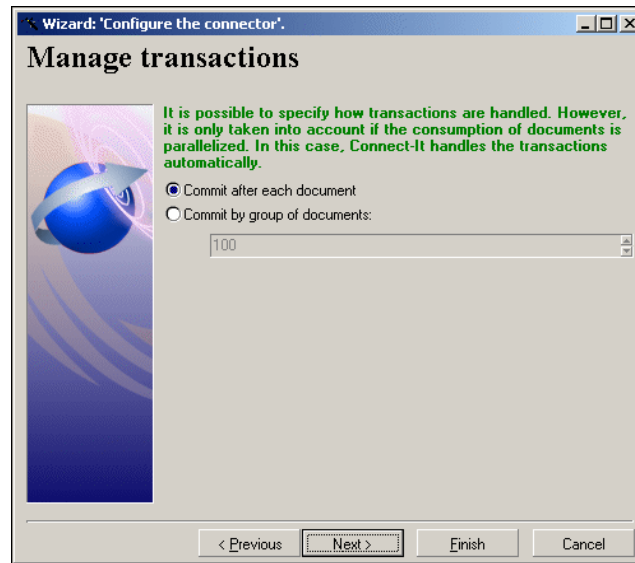 Wizard: 'Configure the connector'.
Manage transactions
It is possible to specify how transactions are handled. However,
it is only taken into account if the consumption of documents is
parallelized. In this case, Connect-It handles the transactions
automatically.
Commit after each document
Commit by group of documents:
100
< Previous Next > Finish Cancel